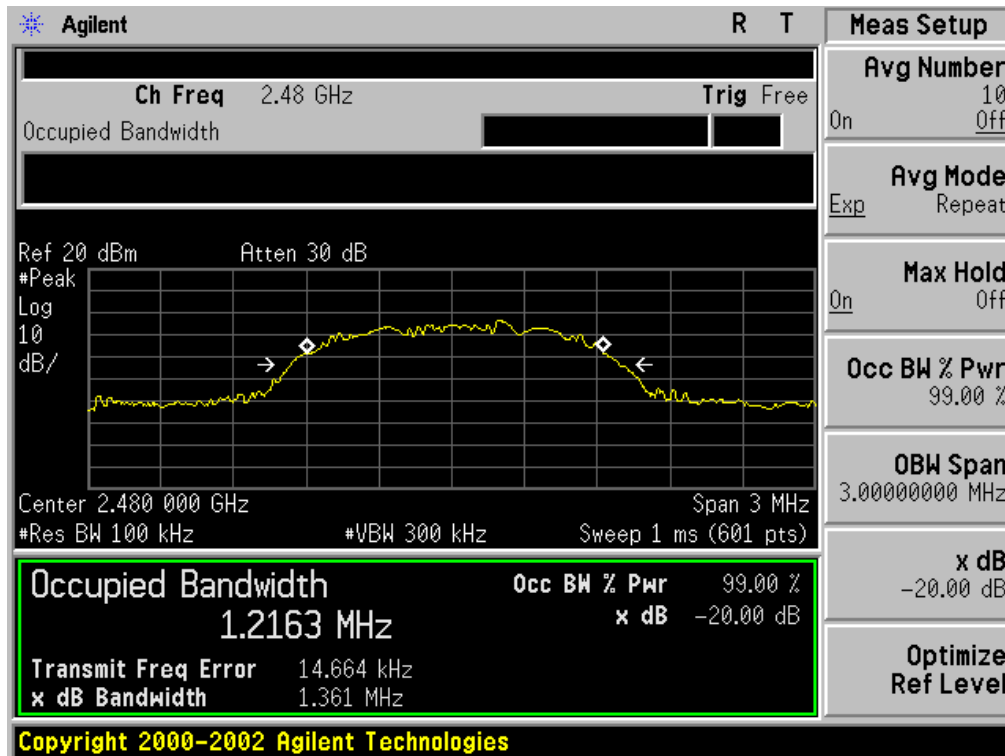 Agilent R T
Meas Setup
Ch Freq 2.48 GHz Trig Free
Occupied Bandwidth
Ref 20 dBm Atten 30 dB
#Peak
Log
10
dB/
Center 2.480 000 GHz Span 3 MHz
#Res BW 100 kHz #VBW 300 kHz Sweep 1 ms (601 pts)
Occupied Bandwidth
1.2163 MHz
Occ BW % Pwr 99.00 %
x dB -20.00 dB
Transmit Freq Error 14.664 kHz
x dB Bandwidth 1.361 MHz
Avg Number
10
On Off
Avg Mode
Exp Repeat
Max Hold
On Off
Occ BW % Pwr
99.00 %
OBW Span
3.00000000 MHz
x dB
-20.00 dB
Optimize
Ref Level
Copyright 2000-2002 Agilent Technologies